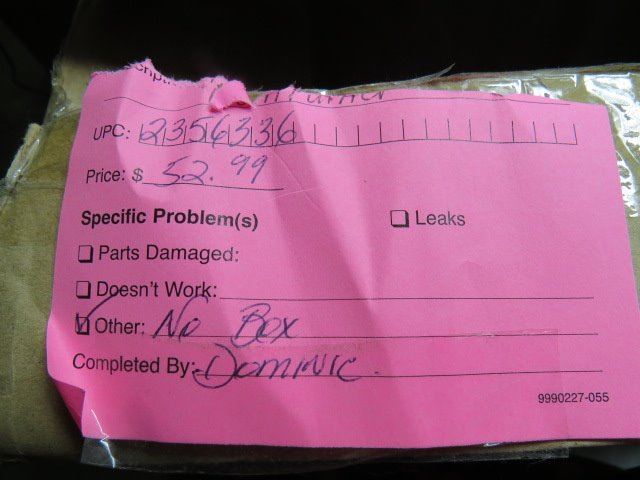 UPC: 2356336
Price: $ 52.99
Specific Problem(s)
Leaks
Parts Damaged:
Doesn't Work:
Other: No Box
Completed By: Dominic
9990227-055